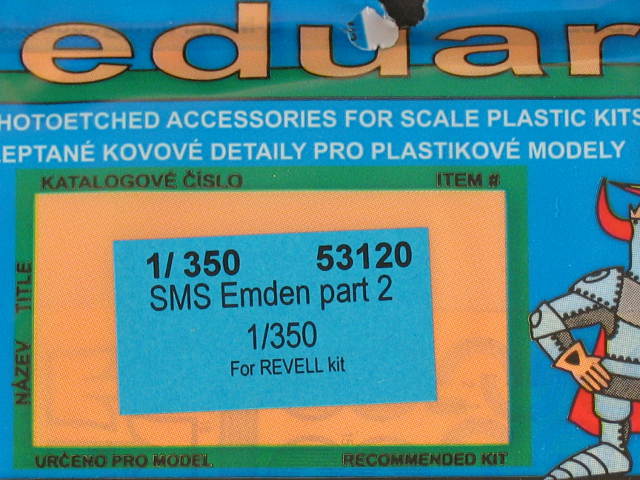 eduar
HOTOETCHED ACCESSORIES FOR SCALE PLASTIC KITS
LEPTANÉ KOVOVÉ DETAILY PRO PLASTIKOVÉ MODELY
KATALOGOVÉ ČÍSLO ITEM #
NÁZEV TITLE
1/ 350 53120
SMS Emden part 2
1/350
For REVELL kit
URČENO PRO MODEL RECOMMENDED KIT